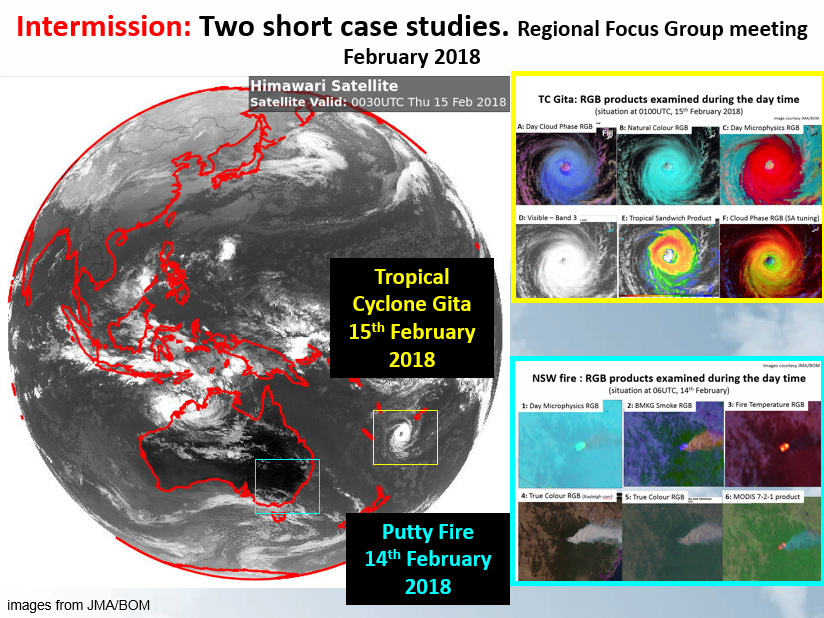 Intermission: Two short case studies. Regional Focus Group meeting
February 2018
Himawari Satellite
Satellite Valid: 0030UTC Thu 15 Feb 2018
Tropical
Cyclone Gita
15th February
2018
Putty Fire
14th February
2018
images from JMA/BOM
TC Gita: RGB products examined during the day time
(situation at 0100UTC, 15th February 2018)
Image courtesy JMA/BOM
A: Day Cloud Phase RGB
Fiji
B: Natural Colour RGB
C: Day Microphysics RGB
D: Visible – Band 3
E: Tropical Sandwich Product
F: Cloud Phase RGB (SA tuning)
images courtesy JMA/BOM
NSW fire : RGB products examined during the day time
(situation at 06UTC, 14th February)
1: Day Microphysics RGB
2: BMKG Smoke RGB
3: Fire Temperature RGB
4: True Colour RGB (Rayleigh corr)
5: True Colour RGB
6: MODIS 7-2-1 product